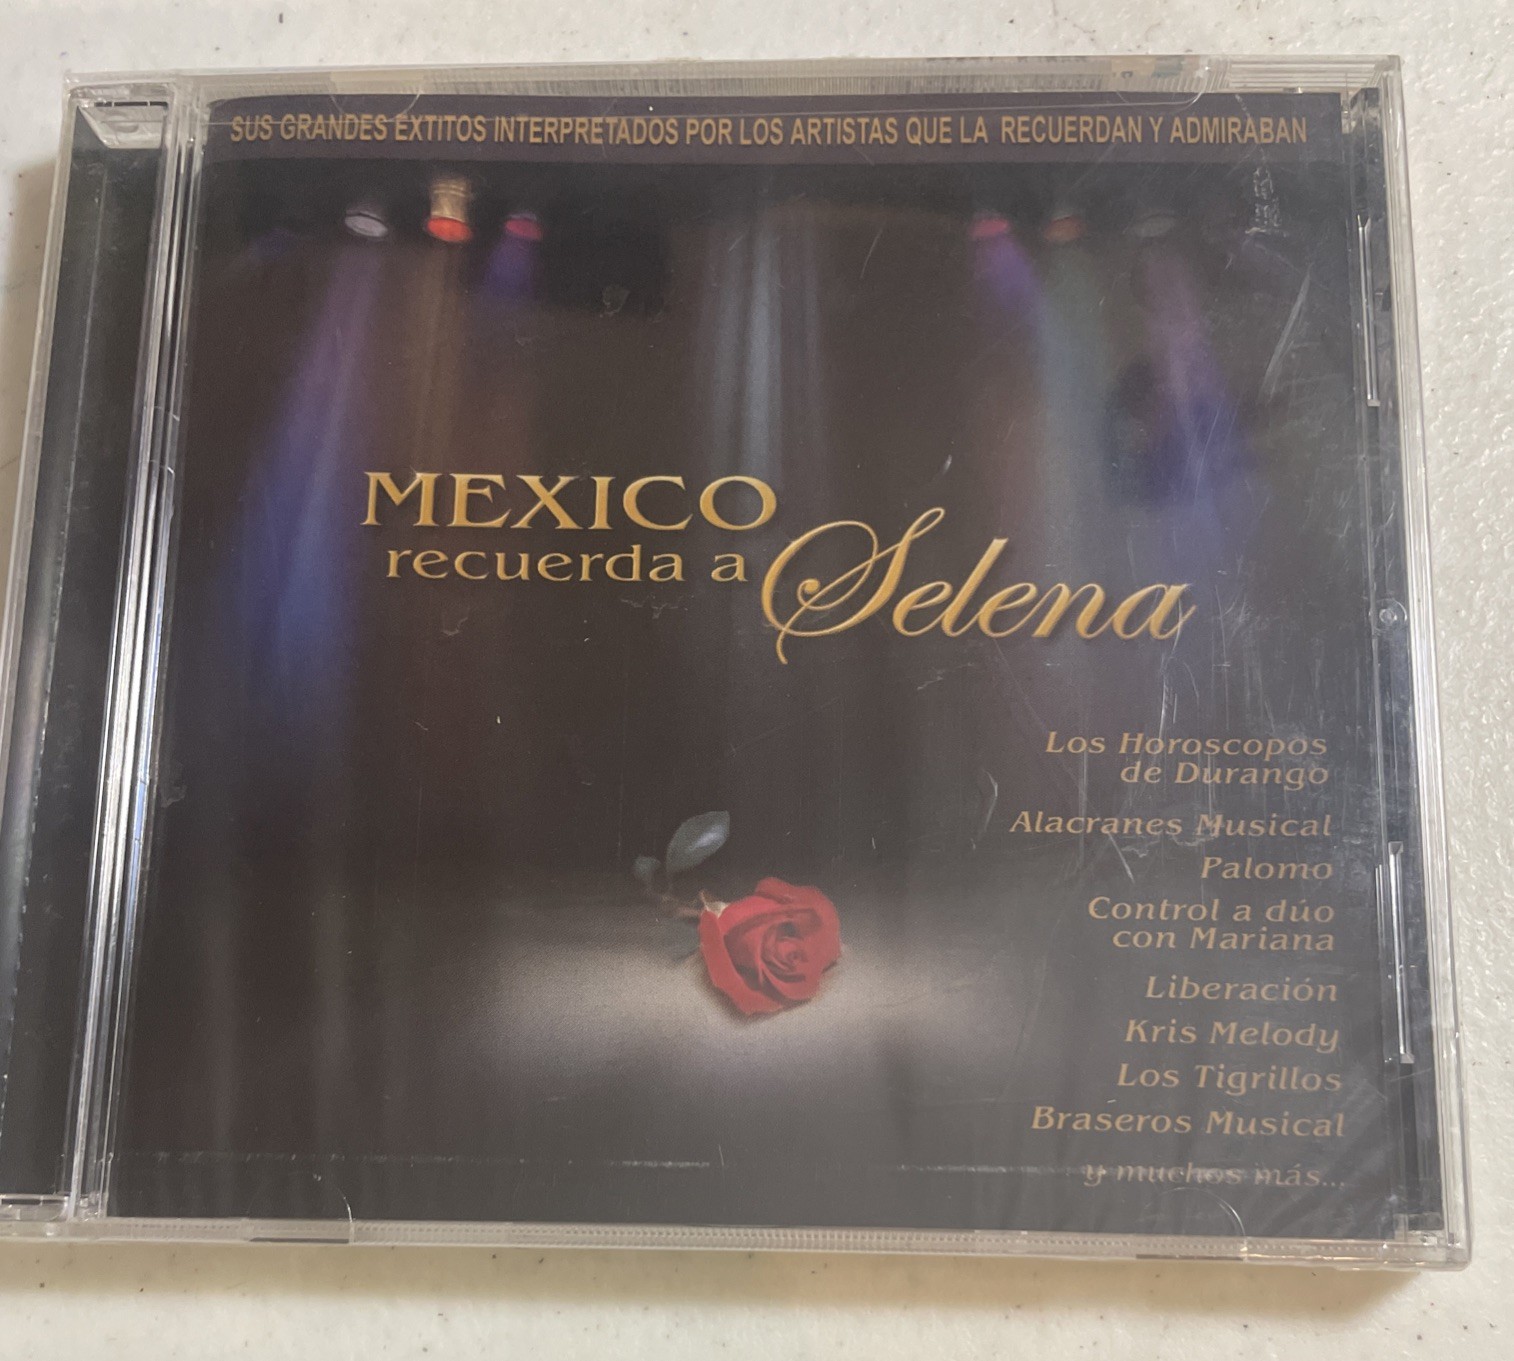 SUS GRANDES ÉXTITOS INTERPRETADOS POR LOS ARTISTAS QUE LA RECUERDAN Y ADMIRABAN
MEXICO
recuerda a Selena
Los Horoscopos
de Durango
Alacranes Musical
Palomo
Control a dúo
con Mariana
Liberación
Kris Melody
Los Tigrillos
Braseros Musical
y muchos más...